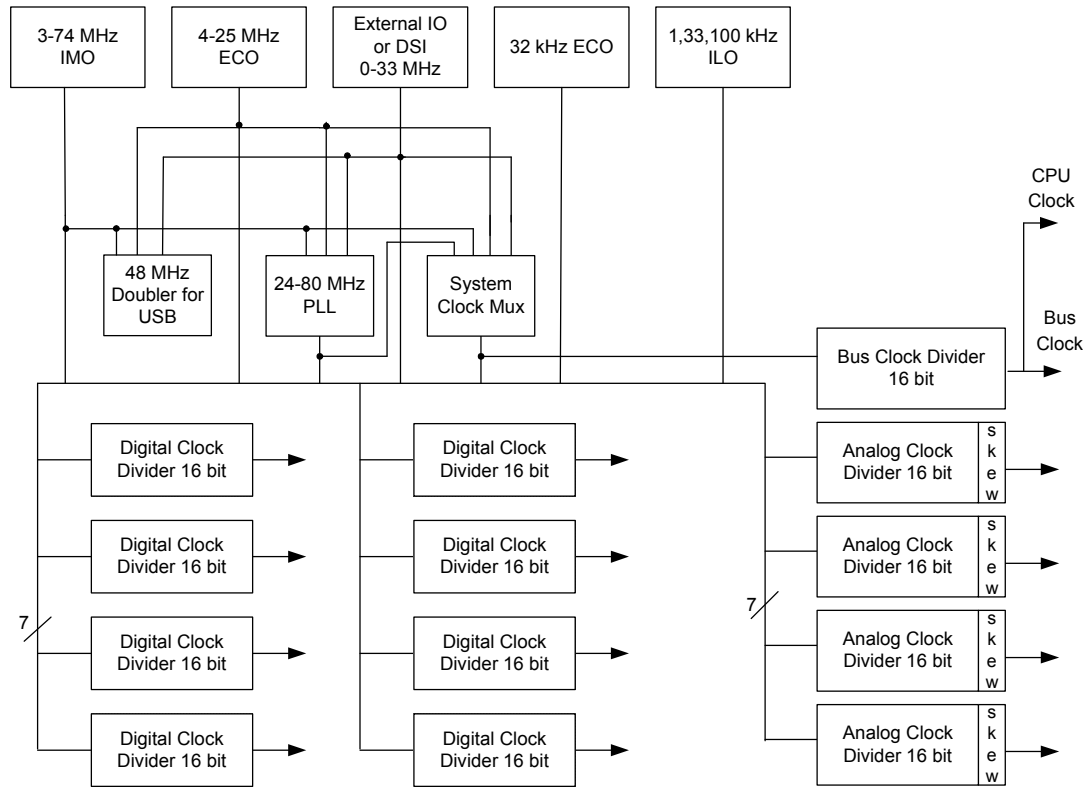 3-74 MHz
IMO
4-25 MHz
ECO
External IO
or DSI
0-33 MHz
32 kHz ECO
1,33,100 kHz
ILO
CPU
Clock
48 MHz
Doubler for
USB
24-80 MHz
PLL
System
Clock Mux
Bus
Clock
Bus Clock Divider
16 bit
Digital Clock
Divider 16 bit
Digital Clock
Divider 16 bit
Analog Clock
Divider 16 bit
s
k
e
w
Digital Clock
Divider 16 bit
Digital Clock
Divider 16 bit
Analog Clock
Divider 16 bit
s
k
e
w
7
7
Digital Clock
Divider 16 bit
Digital Clock
Divider 16 bit
Analog Clock
Divider 16 bit
s
k
e
w
Digital Clock
Divider 16 bit
Digital Clock
Divider 16 bit
Analog Clock
Divider 16 bit
s
k
e
w